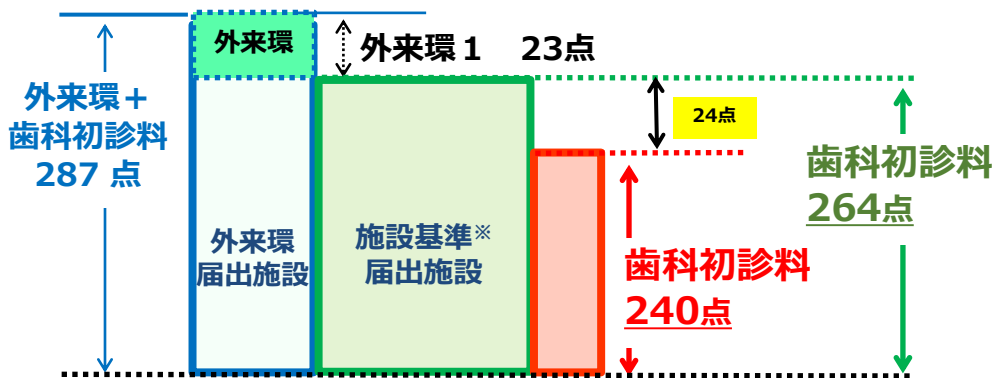 外来環
外来環１　23点
外来環＋
歯科初診料
287 点
24点
歯科初診料
264点
外来環
届出施設
施設基準※
届出施設
歯科初診料
240点